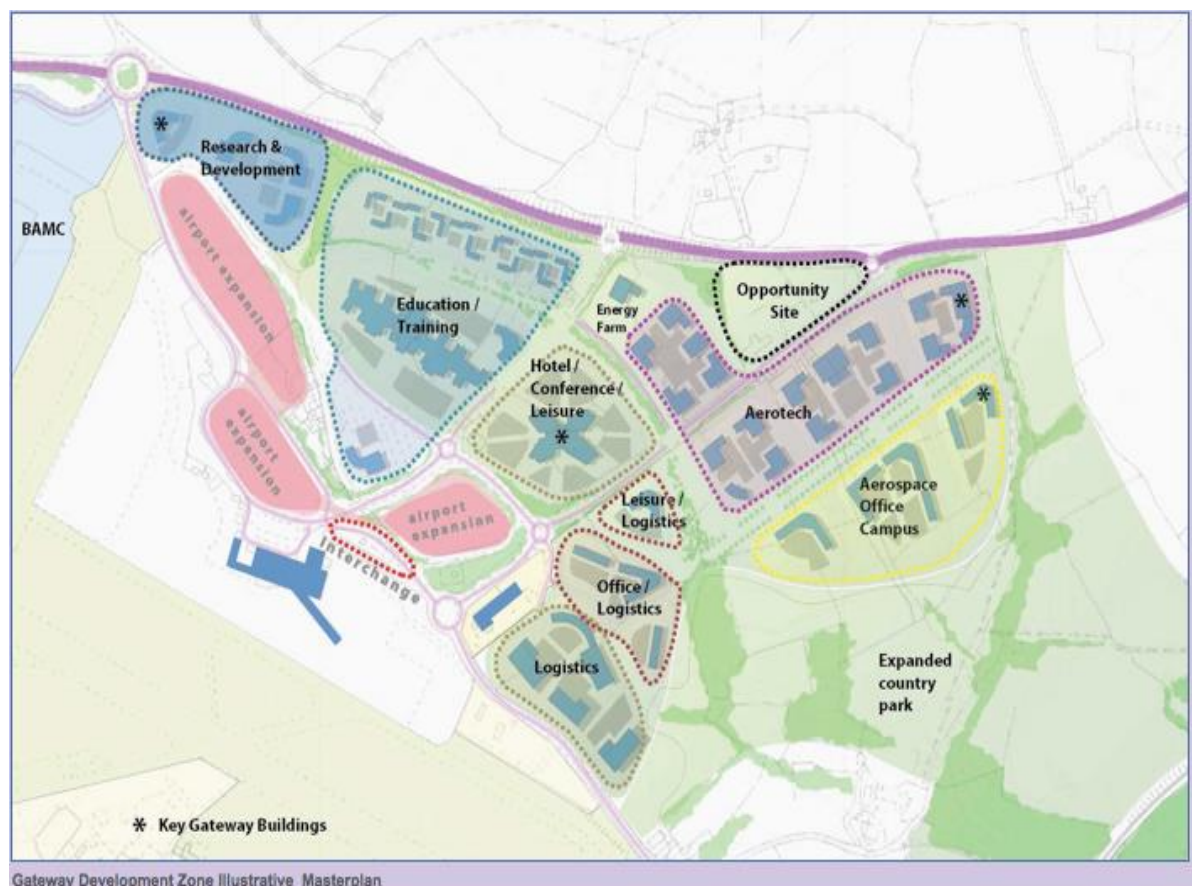 Research &
Development
BAMC
airport expansion
Education /
Training
Energy
Farm
Opportunity
Site
Hotel /
Conference /
Leisure
*
Aerotech
airport
expansion
Aerospace
Office
Campus
Leisure /
Logistics
airport
expansion
interchange
Office /
Logistics
Logistics
Expanded
country
park
* Key Gateway Buildings
Gateway Development Zone Illustrative Masterplan